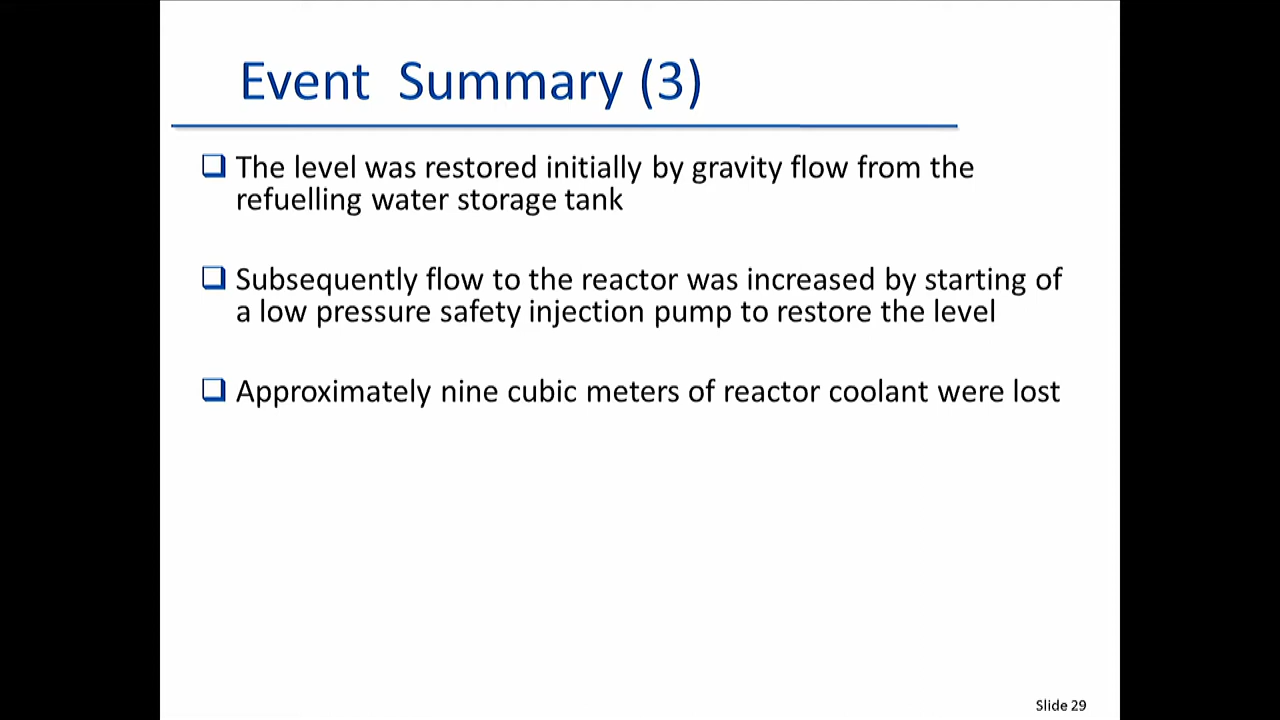 Event Summary (3)
The level was restored initially by gravity flow from the
refuelling water storage tank
Subsequently flow to the reactor was increased by starting of
a low pressure safety injection pump to restore the level
Approximately nine cubic meters of reactor coolant were lost
Slide 29